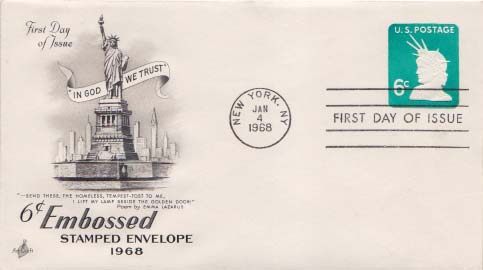 First Day
of Issue
"IN GOD WE TRUST"
"—SEND THESE, THE HOMELESS, TEMPEST-TOST TO ME,
I LIFT MY LAMP BESIDE THE GOLDEN DOOR!"
Poem by EMMA LAZARUS
6¢ Embossed
STAMPED ENVELOPE
1968
ArtCraft
NEW YORK, NY
JAN
4
1968
U.S. POSTAGE
6c
FIRST DAY OF ISSUE